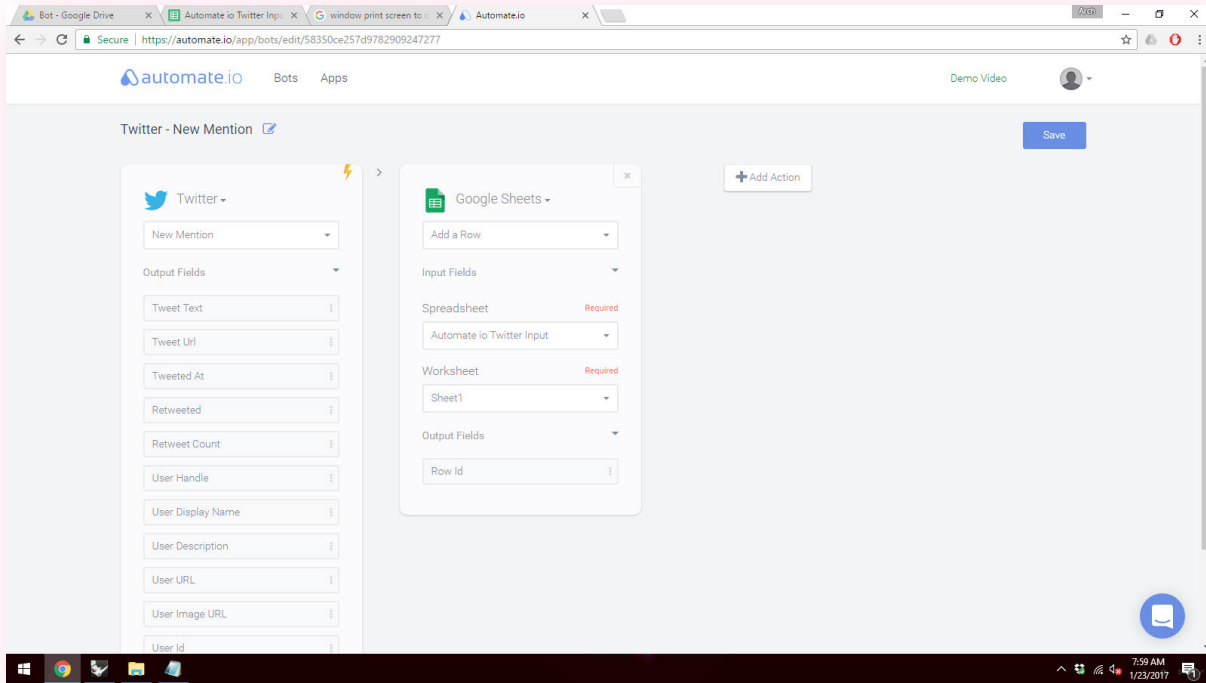 Bot - Google Drive
Automate io Twitter Inpu
window print screen to c
Automate.io
Arch
Secure
https://automate.io/app/bots/edit/58350ce257d9782909247277
automate.io
Bots
Apps
Demo Video
Twitter - New Mention
Save
Twitter
Google Sheets
Add Action
New Mention
Add a Row
Output Fields
Input Fields
Tweet Text
Spreadsheet
Required
Tweet Url
Automate io Twitter Input
Tweeted At
Worksheet
Required
Retweeted
Sheet1
Retweet Count
Output Fields
User Handle
Row Id
User Display Name
User Description
User URL
User Image URL
User Id
7:59 AM
1/23/2017